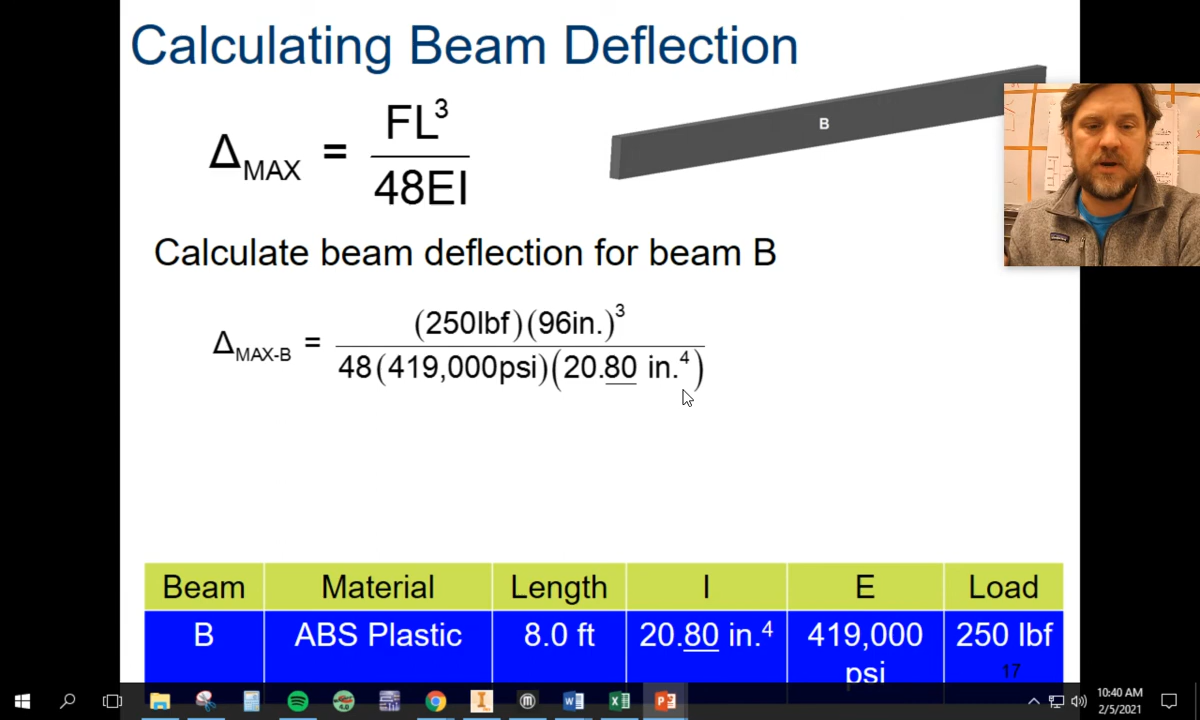 Calculating Beam Deflection
B
Δ_MAX = FL³ / 48EI
Calculate beam deflection for beam B
Δ_MAX-B = (250lbf)(96in.)³ / 48(419,000psi)(20.80 in.⁴)
Beam Material Length I E Load
B ABS Plastic 8.0 ft 20.80 in.⁴ 419,000 psi 250 lbf
17
10:40 AM
2/5/2021